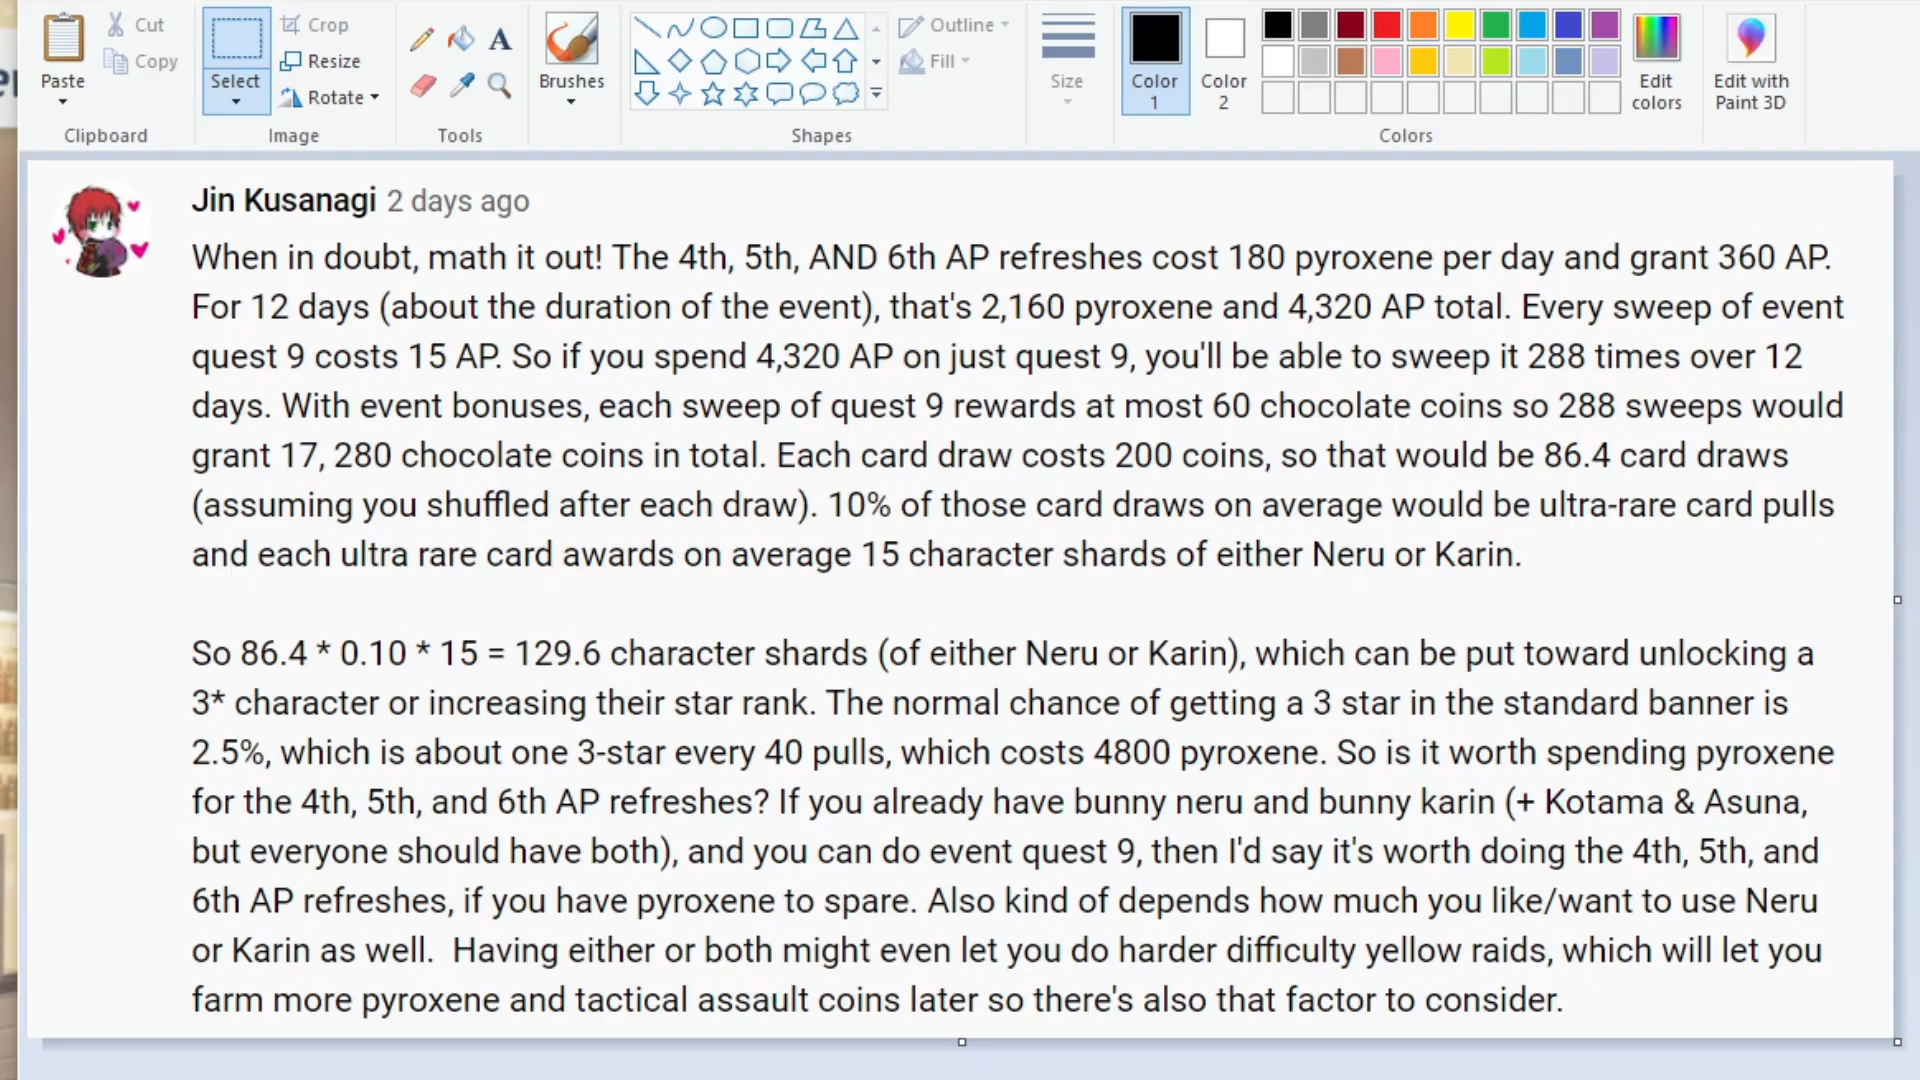 Paste
Cut
Copy
Clipboard
Select
Crop
Resize
Rotate
Image
A
Tools
Brushes
Outline
Fill
Shapes
Size
Color
1
Color
2
Edit
colors
Colors
Edit with
Paint 3D
Jin Kusanagi 2 days ago
When in doubt, math it out! The 4th, 5th, AND 6th AP refreshes cost 180 pyroxene per day and grant 360 AP.
For 12 days (about the duration of the event), that's 2,160 pyroxene and 4,320 AP total. Every sweep of event
quest 9 costs 15 AP. So if you spend 4,320 AP on just quest 9, you'll be able to sweep it 288 times over 12
days. With event bonuses, each sweep of quest 9 rewards at most 60 chocolate coins so 288 sweeps would
grant 17, 280 chocolate coins in total. Each card draw costs 200 coins, so that would be 86.4 card draws
(assuming you shuffled after each draw). 10% of those card draws on average would be ultra-rare card pulls
and each ultra rare card awards on average 15 character shards of either Neru or Karin.
So 86.4 * 0.10 * 15 = 129.6 character shards (of either Neru or Karin), which can be put toward unlocking a
3* character or increasing their star rank. The normal chance of getting a 3 star in the standard banner is
2.5%, which is about one 3-star every 40 pulls, which costs 4800 pyroxene. So is it worth spending pyroxene
for the 4th, 5th, and 6th AP refreshes? If you already have bunny neru and bunny karin (+ Kotama & Asuna,
but everyone should have both), and you can do event quest 9, then I'd say it's worth doing the 4th, 5th, and
6th AP refreshes, if you have pyroxene to spare. Also kind of depends how much you like/want to use Neru
or Karin as well.  Having either or both might even let you do harder difficulty yellow raids, which will let you
farm more pyroxene and tactical assault coins later so there's also that factor to consider.